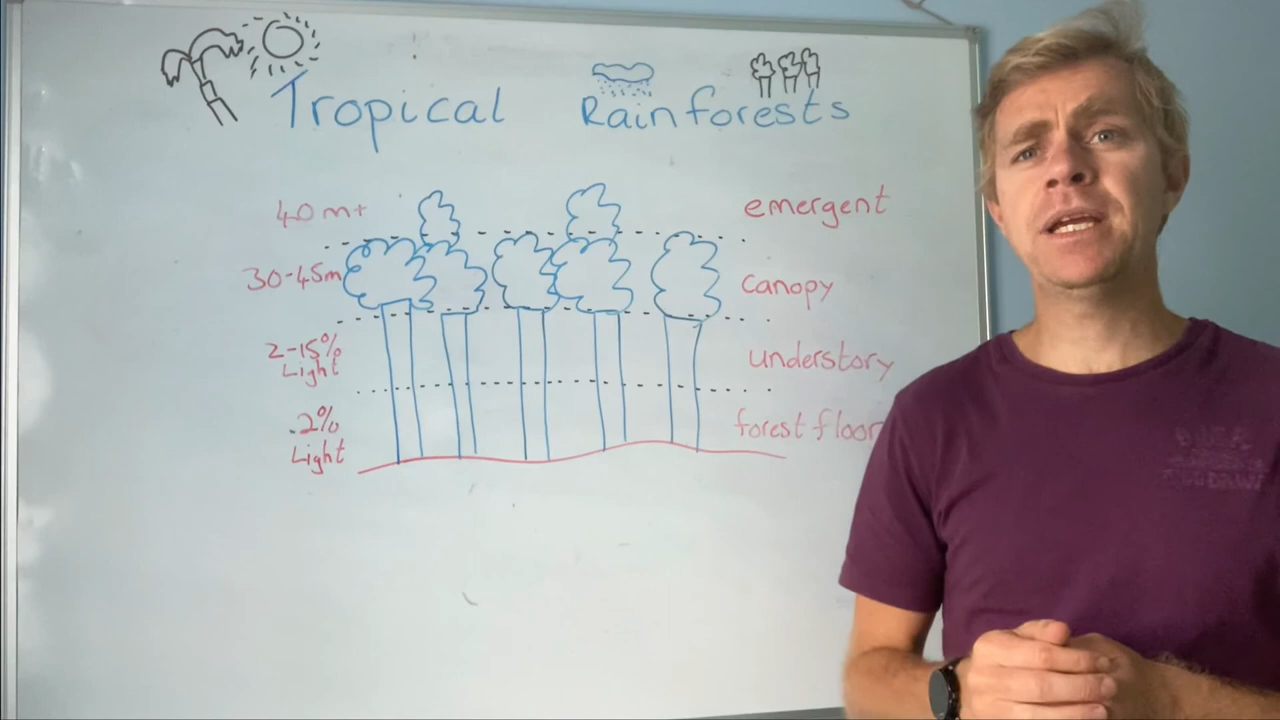 Tropical Rainforests
40m+ emergent
30-45m canopy
2-15% understory
Light
.2% forest floor
Light